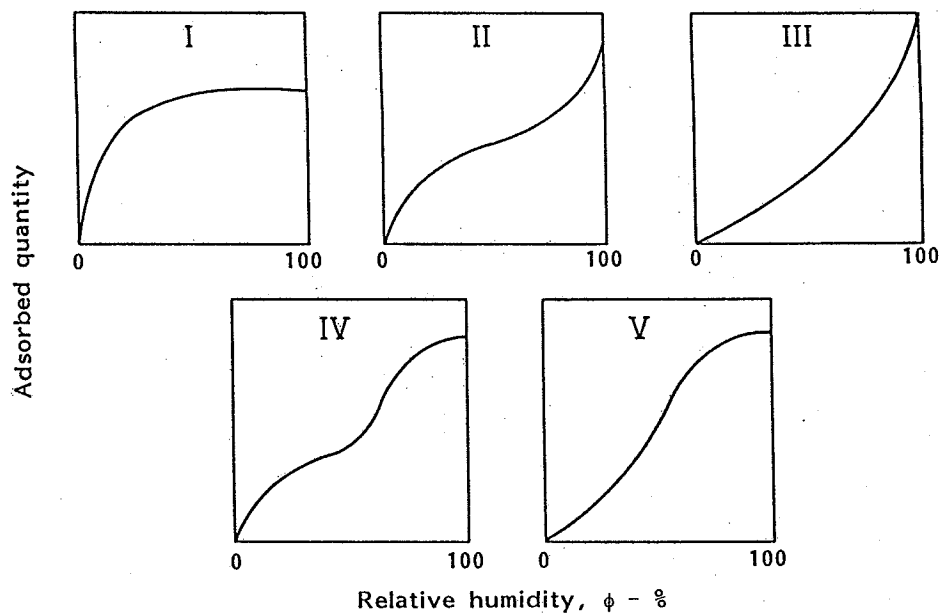 I
II
III
0
100
0
100
0
100
Adsorbed quantity
IV
V
0
100
0
100
Relative humidity, ϕ - %